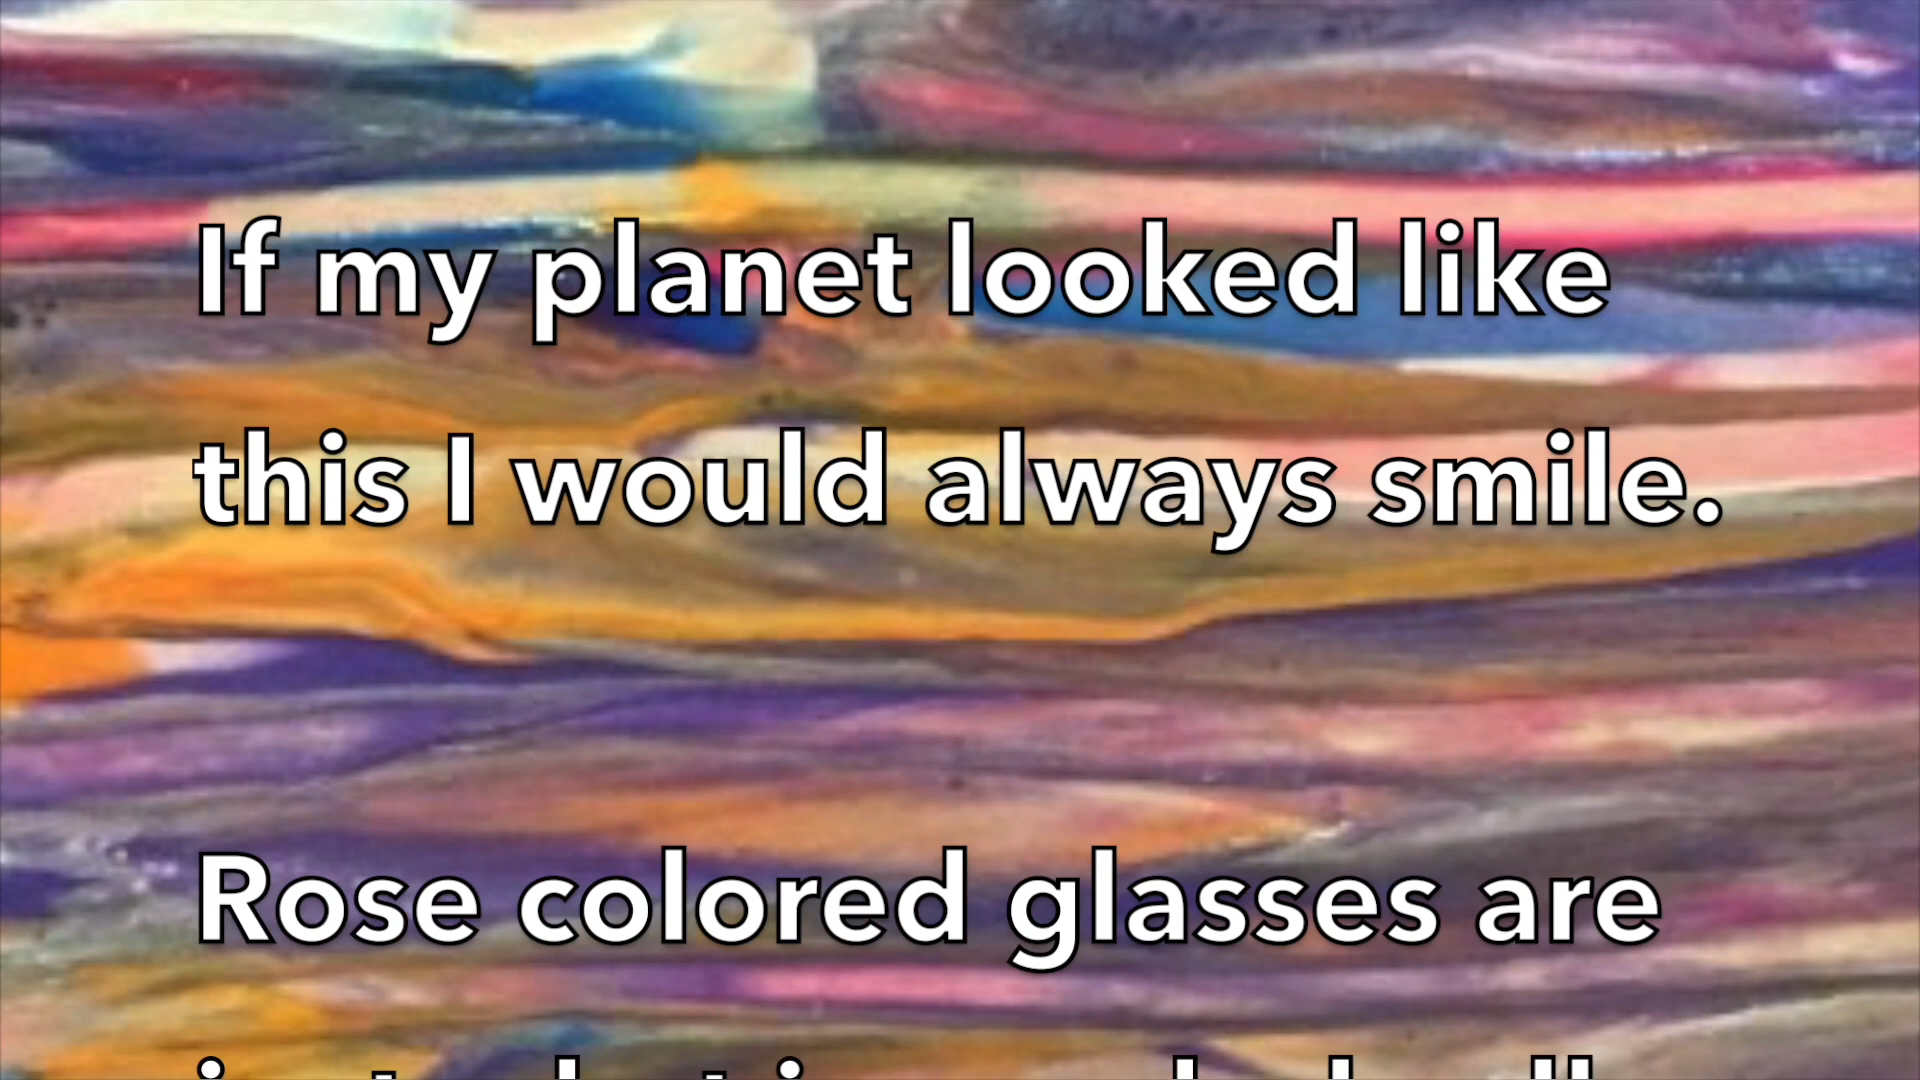 If my planet looked like
this I would always smile.
Rose colored glasses are